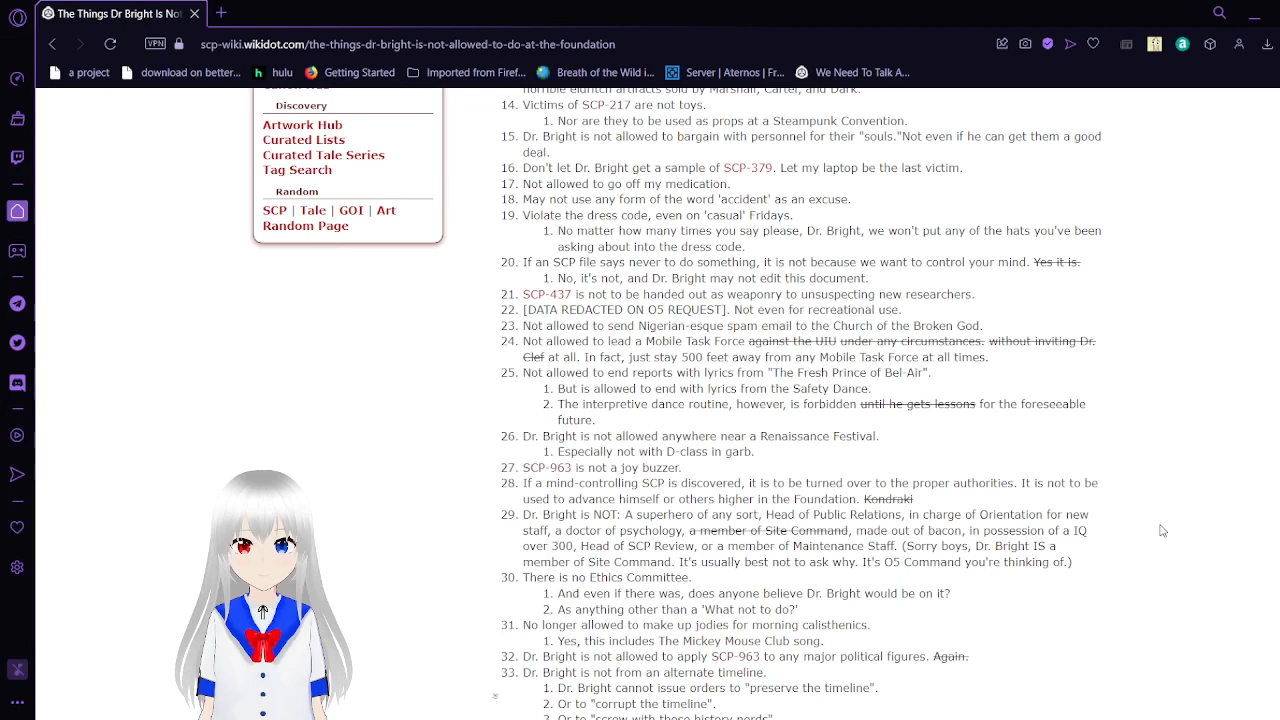 The Things Dr Bright Is Not
scp-wiki.wikidot.com/the-things-dr-bright-is-not-allowed-to-do-at-the-foundation
VPN
a project
download on better...
hulu
Getting Started
Imported from Firef...
Breath of the Wild i...
Server | Aternos | Fr...
We Need To Talk A...
Discovery
Artwork Hub
Curated Lists
Curated Tale Series
Tag Search
Random
SCP | Tale | GOI | Art
Random Page
horrible eldritch artifacts sold by Marshall, Carter, and Dark.
14. Victims of SCP-217 are not toys.
1. Nor are they to be used as props at a Steampunk Convention.
15. Dr. Bright is not allowed to bargain with personnel for their "souls."Not even if he can get them a good
deal.
16. Don't let Dr. Bright get a sample of SCP-379. Let my laptop be the last victim.
17. Not allowed to go off my medication.
18. May not use any form of the word 'accident' as an excuse.
19. Violate the dress code, even on 'casual' Fridays.
1. No matter how many times you say please, Dr. Bright, we won't put any of the hats you've been
asking about into the dress code.
20. If an SCP file says never to do something, it is not because we want to control your mind. Yes it is.
1. No, it's not, and Dr. Bright may not edit this document.
21. SCP-437 is not to be handed out as weaponry to unsuspecting new researchers.
22. [DATA REDACTED ON O5 REQUEST]. Not even for recreational use.
23. Not allowed to send Nigerian-esque spam email to the Church of the Broken God.
24. Not allowed to lead a Mobile Task Force against the UIU under any circumstances. without inviting Dr.
Clef at all. In fact, just stay 500 feet away from any Mobile Task Force at all times.
25. Not allowed to end reports with lyrics from "The Fresh Prince of Bel-Air".
1. But is allowed to end with lyrics from the Safety Dance.
2. The interpretive dance routine, however, is forbidden until he gets lessons for the foreseeable
future.
26. Dr. Bright is not allowed anywhere near a Renaissance Festival.
1. Especially not with D-class in garb.
27. SCP-963 is not a joy buzzer.
28. If a mind-controlling SCP is discovered, it is to be turned over to the proper authorities. It is not to be
used to advance himself or others higher in the Foundation. Kondraki
29. Dr. Bright is NOT: A superhero of any sort, Head of Public Relations, in charge of Orientation for new
staff, a doctor of psychology, a member of Site Command, made out of bacon, in possession of a IQ
over 300, Head of SCP Review, or a member of Maintenance Staff. (Sorry boys, Dr. Bright IS a
member of Site Command. It's usually best not to ask why. It's O5 Command you're thinking of.)
30. There is no Ethics Committee.
1. And even if there was, does anyone believe Dr. Bright would be on it?
2. As anything other than a 'What not to do?'
31. No longer allowed to make up jodies for morning calisthenics.
1. Yes, this includes The Mickey Mouse Club song.
32. Dr. Bright is not allowed to apply SCP-963 to any major political figures. Again.
33. Dr. Bright is not from an alternate timeline.
1. Dr. Bright cannot issue orders to "preserve the timeline".
2. Or to "corrupt the timeline".
3. Or to "screw with those history nerds"